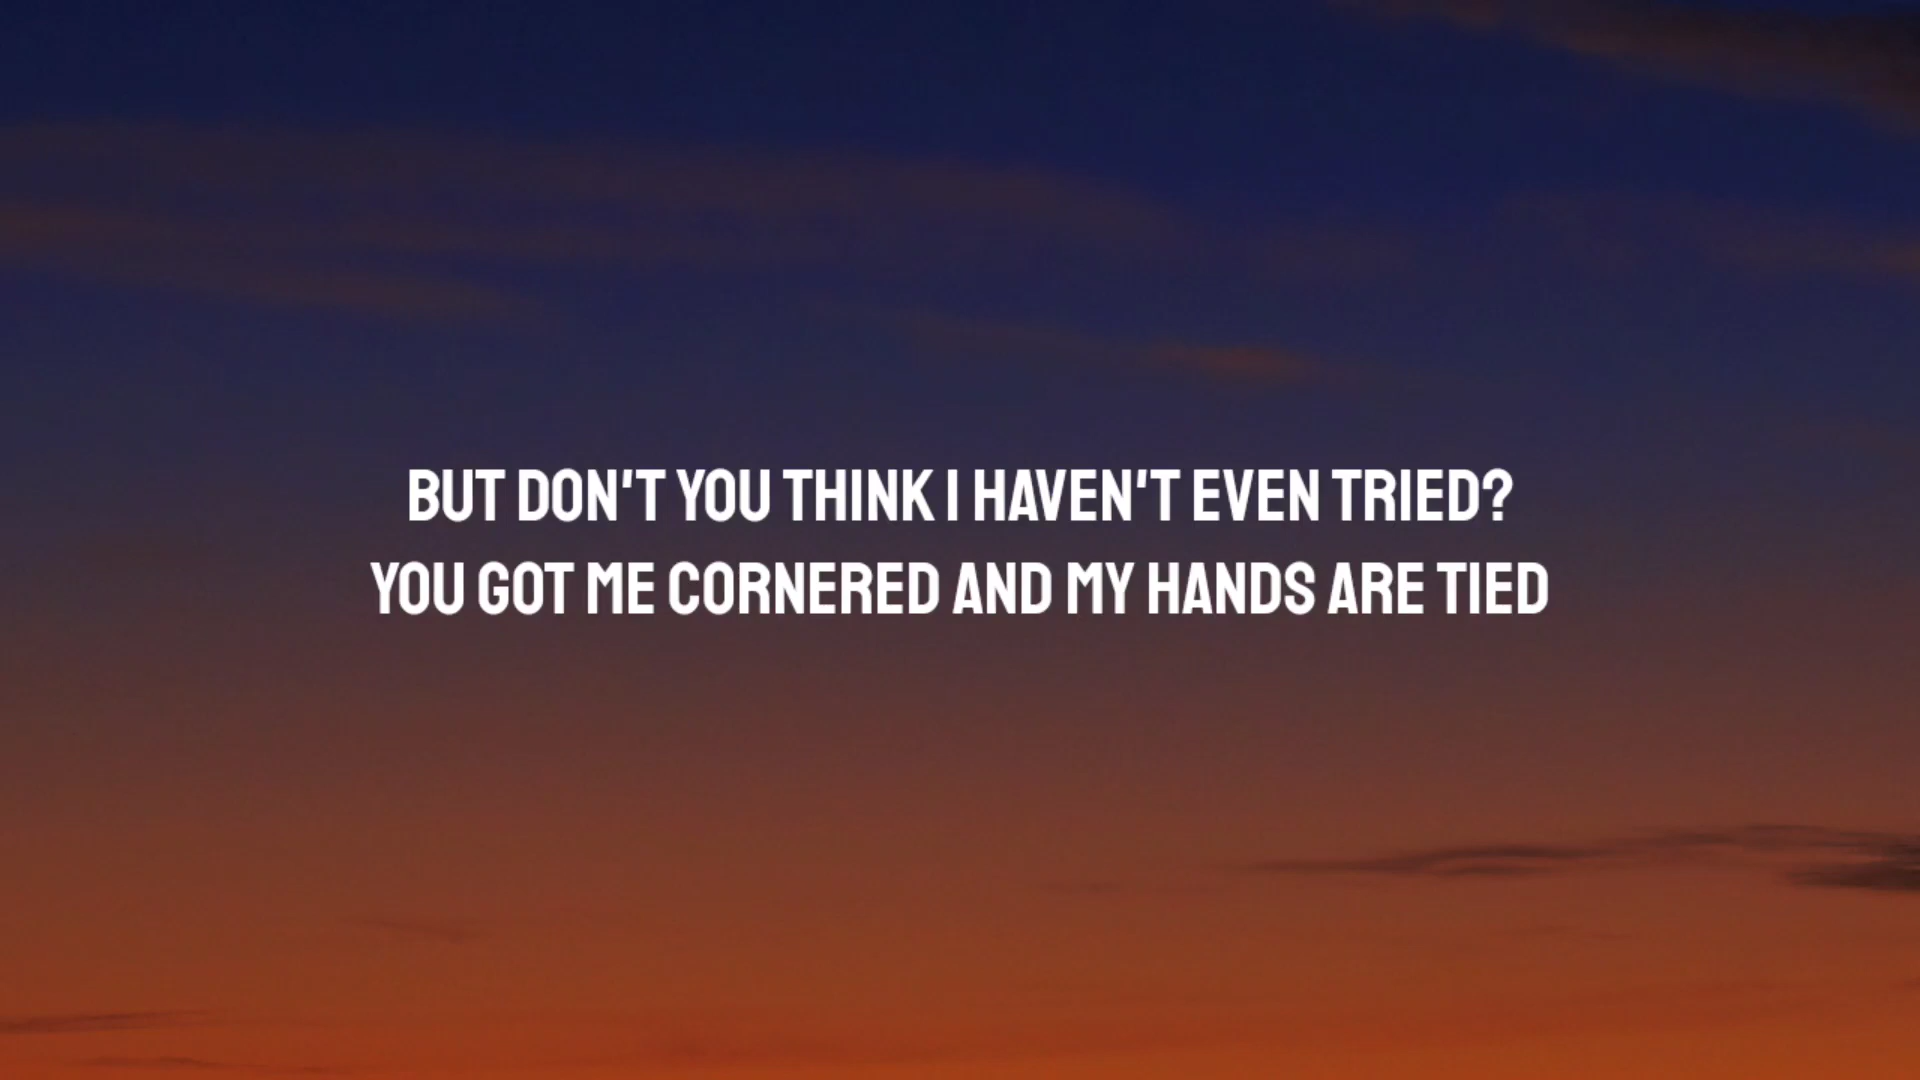 BUT DON'T YOU THINK I HAVEN'T EVEN TRIED?
YOU GOT ME CORNERED AND MY HANDS ARE TIED